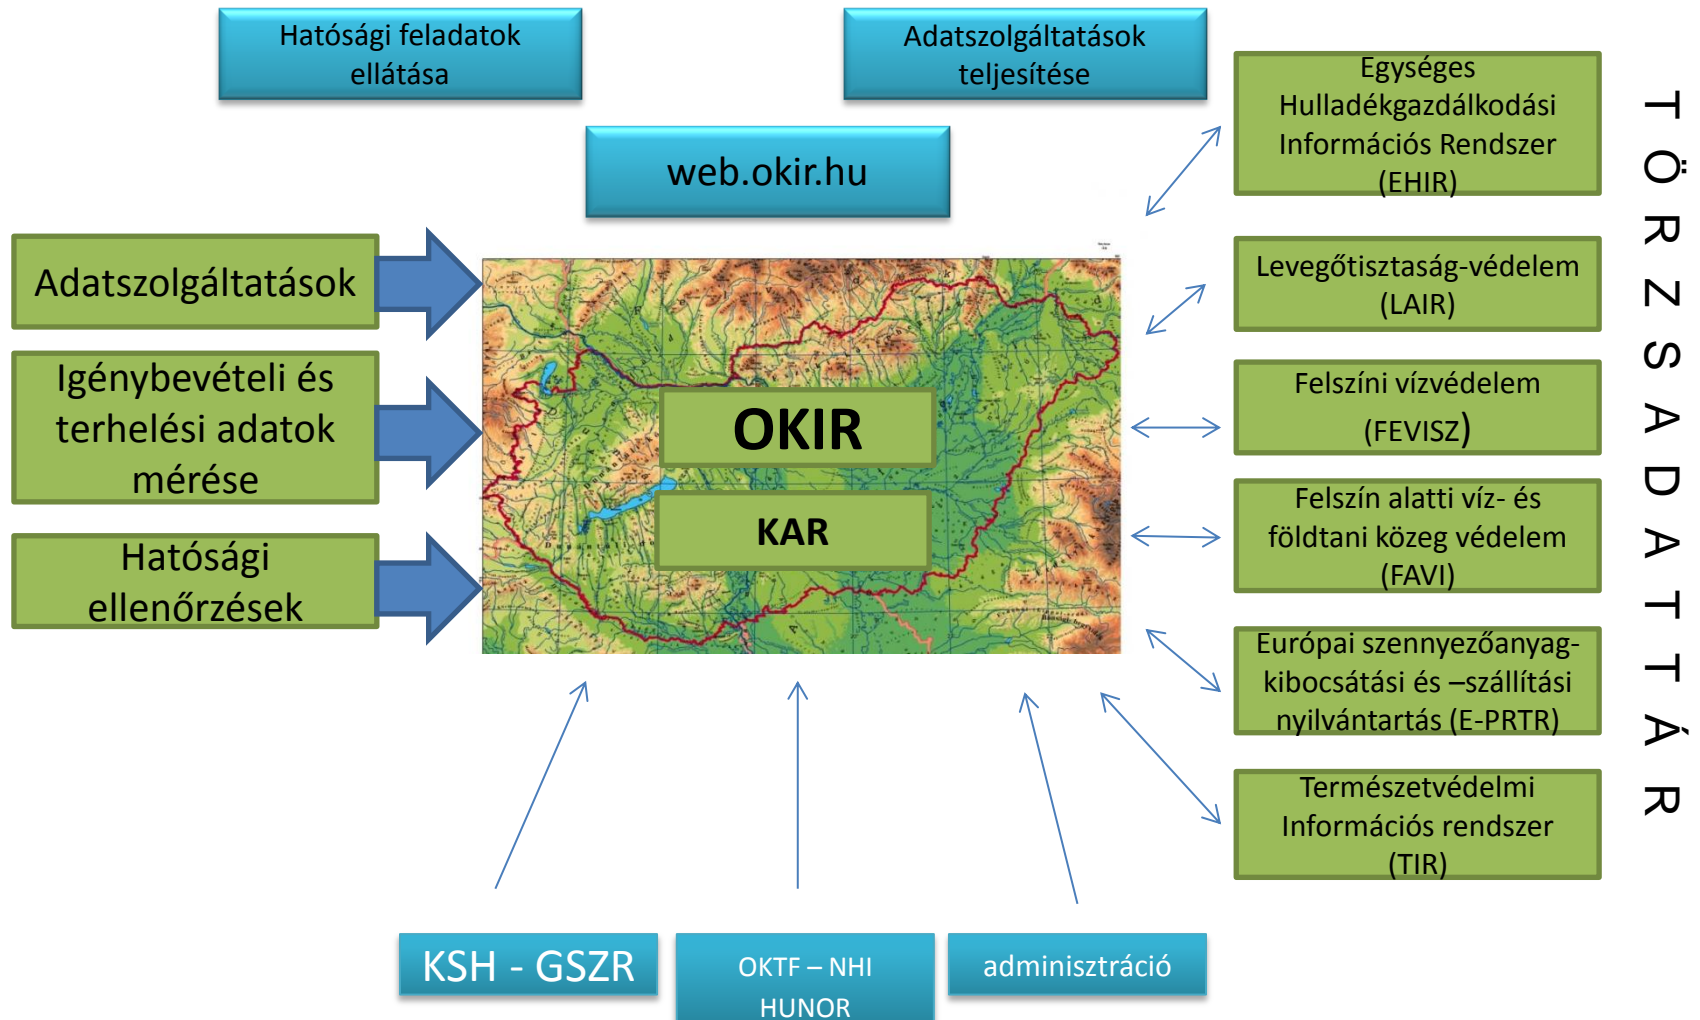 Hatósági feladatok
ellátása
Adatszolgáltatások
teljesítése
web.okir.hu
Adatszolgáltatások
Igénybevételi és
terhelési adatok
mérése
Hatósági
ellenőrzések
OKIR
KAR
Egységes
Hulladékgazdálkodási
Információs Rendszer
(EHIR)
Levegőtisztaság-védelem
(LAIR)
Felszíni vízvédelem
(FEVISZ)
Felszín alatti víz- és
földtani közeg védelem
(FAVI)
Európai szennyezőanyag-
kibocsátási és –szállítási
nyilvántartás (E-PRTR)
Természetvédelmi
Információs rendszer
(TIR)
TÖRZSADATTÁR
KSH - GSZR
OKTF – NHI
HUNOR
adminisztráció